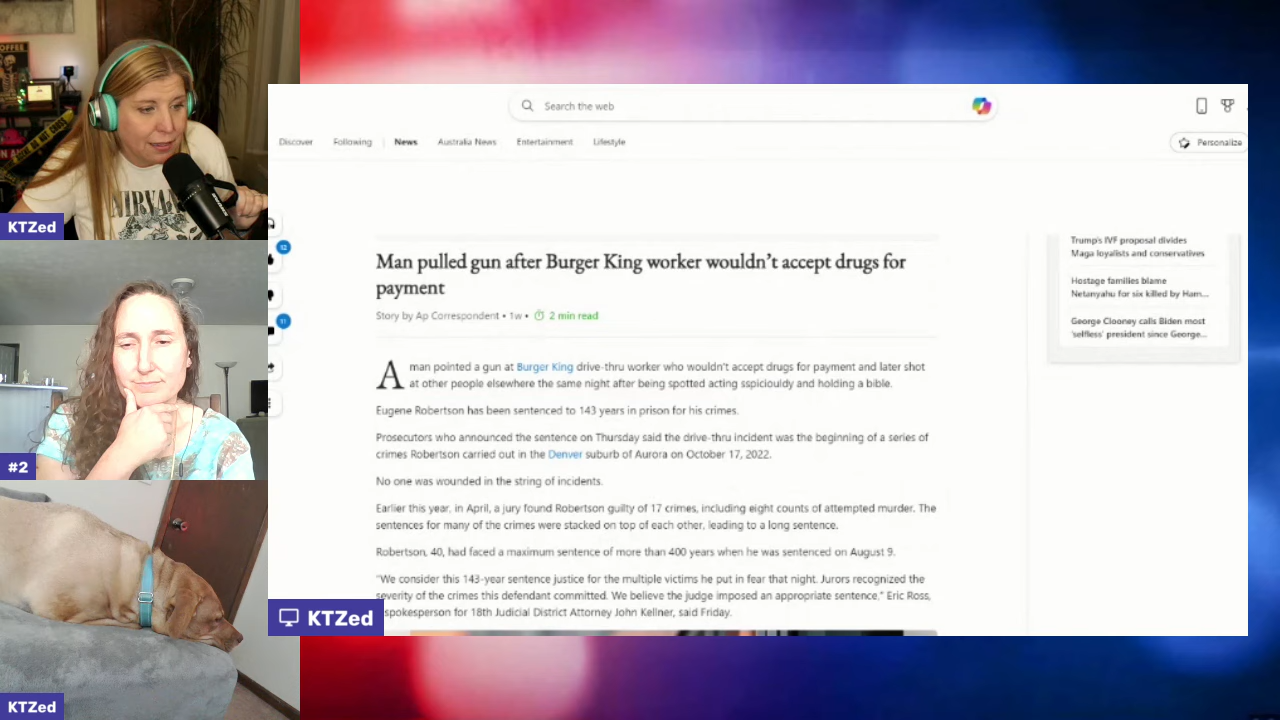 COFFEE
NIRVANA
KTZed
#2
KTZed
Search the web
Discover
Following
News
Australia News
Entertainment
Lifestyle
Personalize
12
11
Man pulled gun after Burger King worker wouldn't accept drugs for
payment
Story by Ap Correspondent • 1w • 2 min read
A man pointed a gun at Burger King drive-thru worker who wouldn't accept drugs for payment and later shot
at other people elsewhere the same night after being spotted acting sspiciouldy and holding a bible.
Eugene Robertson has been sentenced to 143 years in prison for his crimes.
Prosecutors who announced the sentence on Thursday said the drive-thru incident was the beginning of a series of
crimes Robertson carried out in the Denver suburb of Aurora on October 17, 2022.
No one was wounded in the string of incidents.
Earlier this year, in April, a jury found Robertson guilty of 17 crimes, including eight counts of attempted murder. The
sentences for many of the crimes were stacked on top of each other, leading to a long sentence.
Robertson, 40, had faced a maximum sentence of more than 400 years when he was sentenced on August 9.
"We consider this 143-year sentence justice for the multiple victims he put in fear that night. Jurors recognized the
severity of the crimes this defendant committed. We believe the judge imposed an appropriate sentence." Eric Ross,
spokesperson for 18th Judicial District Attorney John Kellner, said Friday.
Trump's IVF proposal divides
Maga loyalists and conservatives
Hostage families blame
Netanyahu for six killed by Ham...
George Clooney calls Biden most
'selfless' president since George...
KTZed